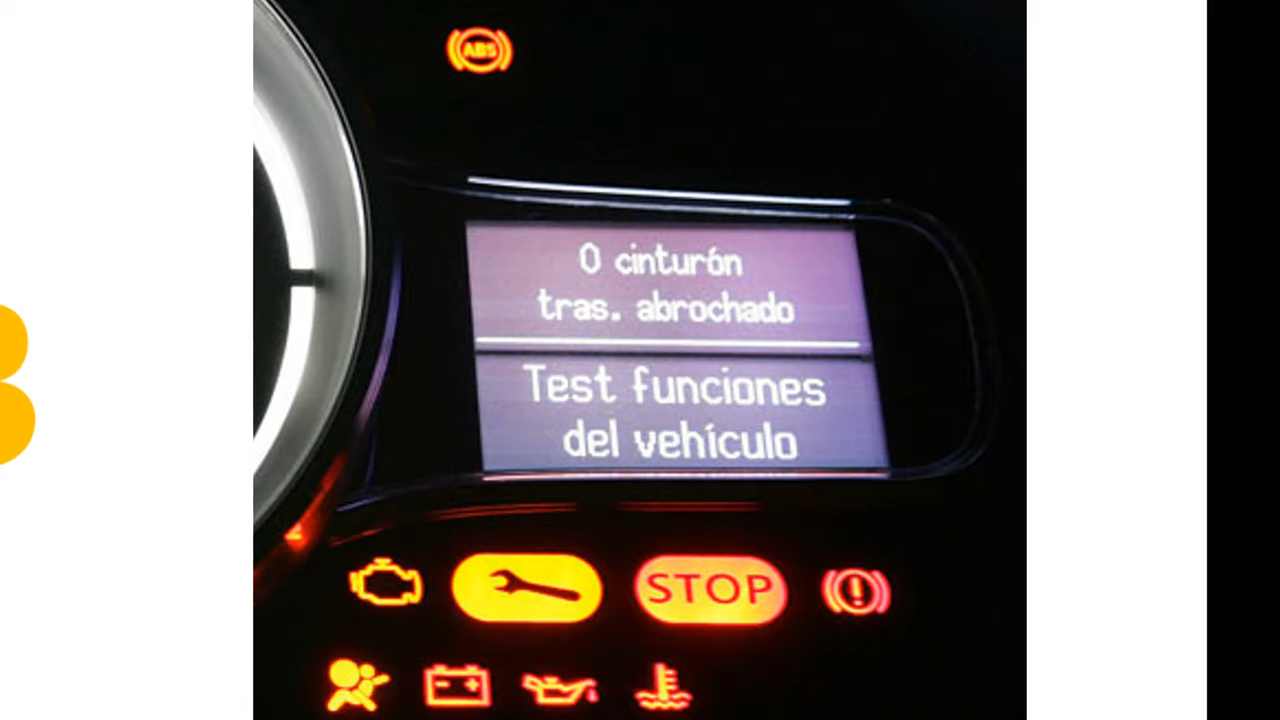 ABS
0 cinturón
tras. abrochado
Test funciones
del vehículo
STOP